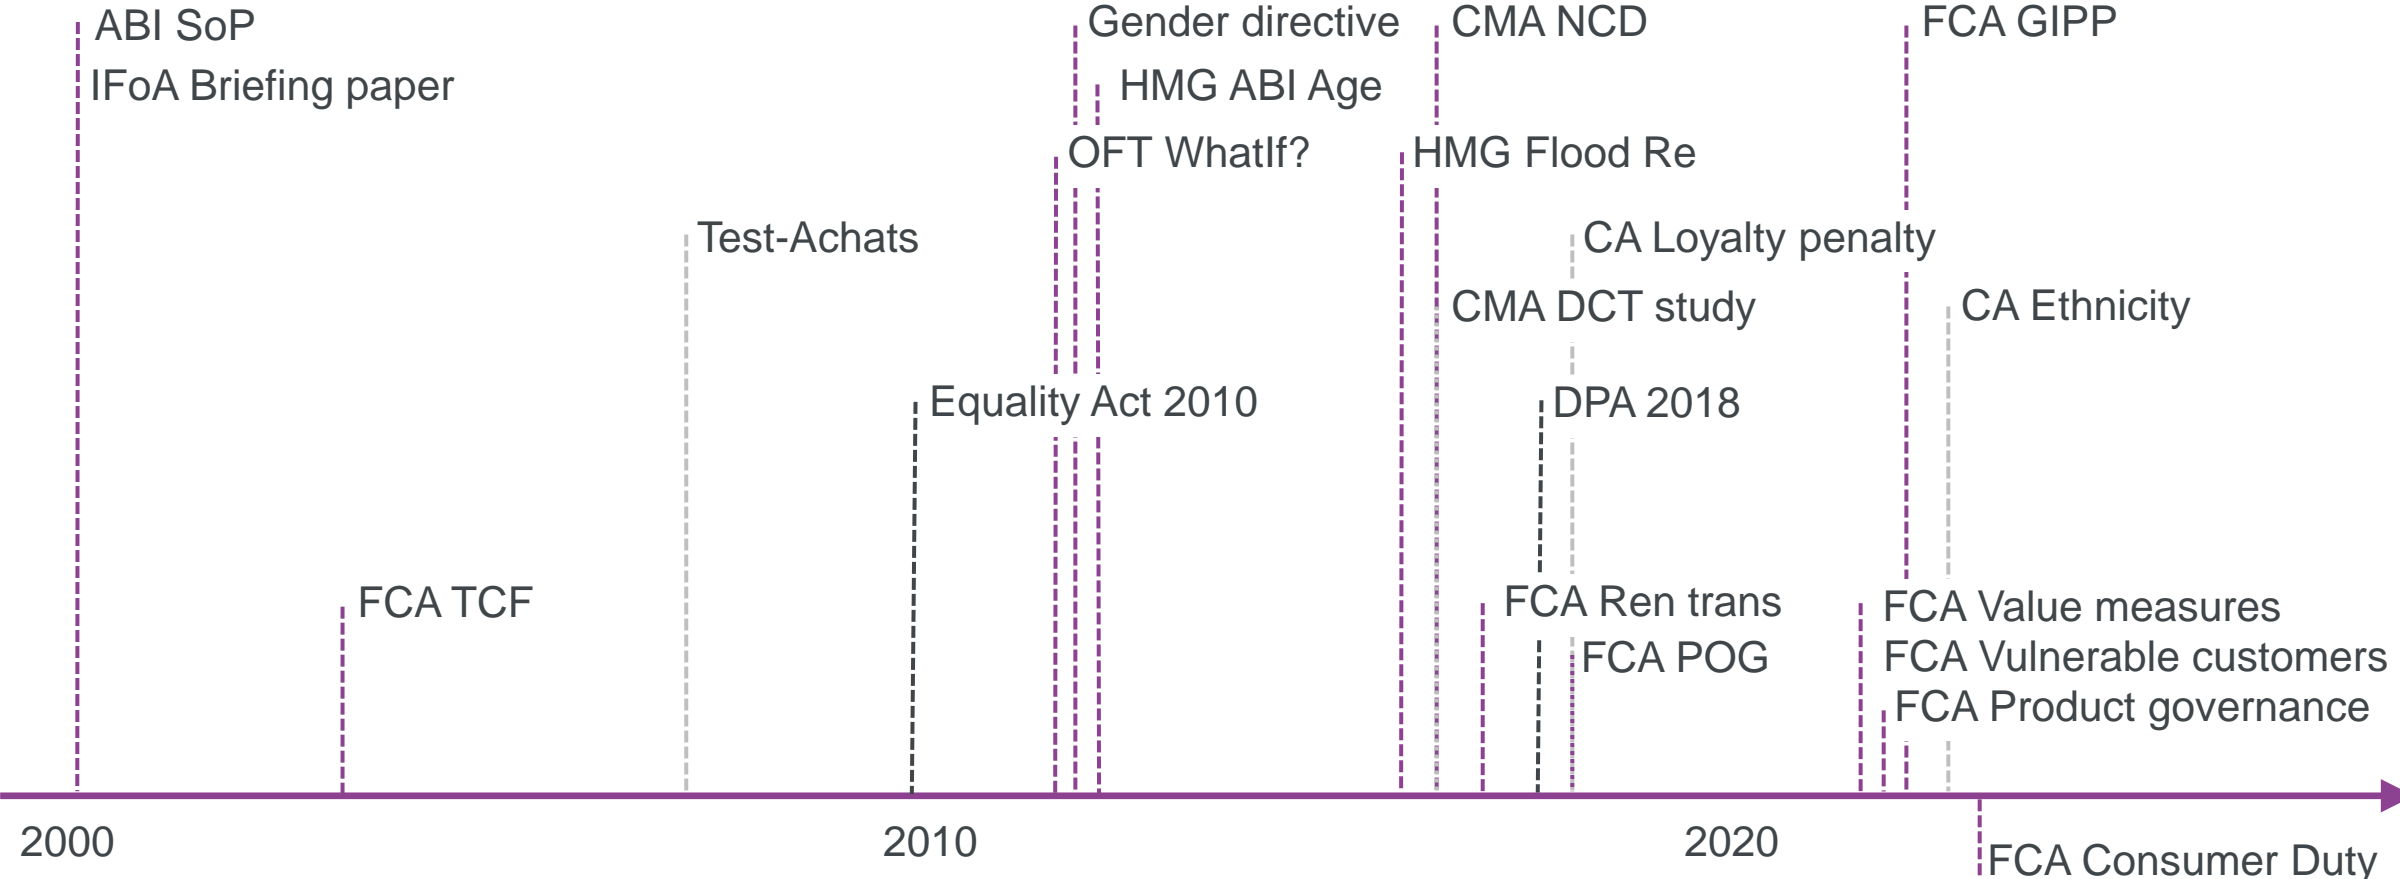 ABI SoP
Gender directive
CMA NCD
FCA GIPP
IFoA Briefing paper
HMG ABI Age
OFT WhatIf?
HMG Flood Re
Test-Achats
CA Loyalty penalty
CMA DCT study
CA Ethnicity
Equality Act 2010
DPA 2018
FCA TCF
FCA Ren trans
FCA Value measures
FCA POG
FCA Vulnerable customers
FCA Product governance
2000
2010
2020
FCA Consumer Duty